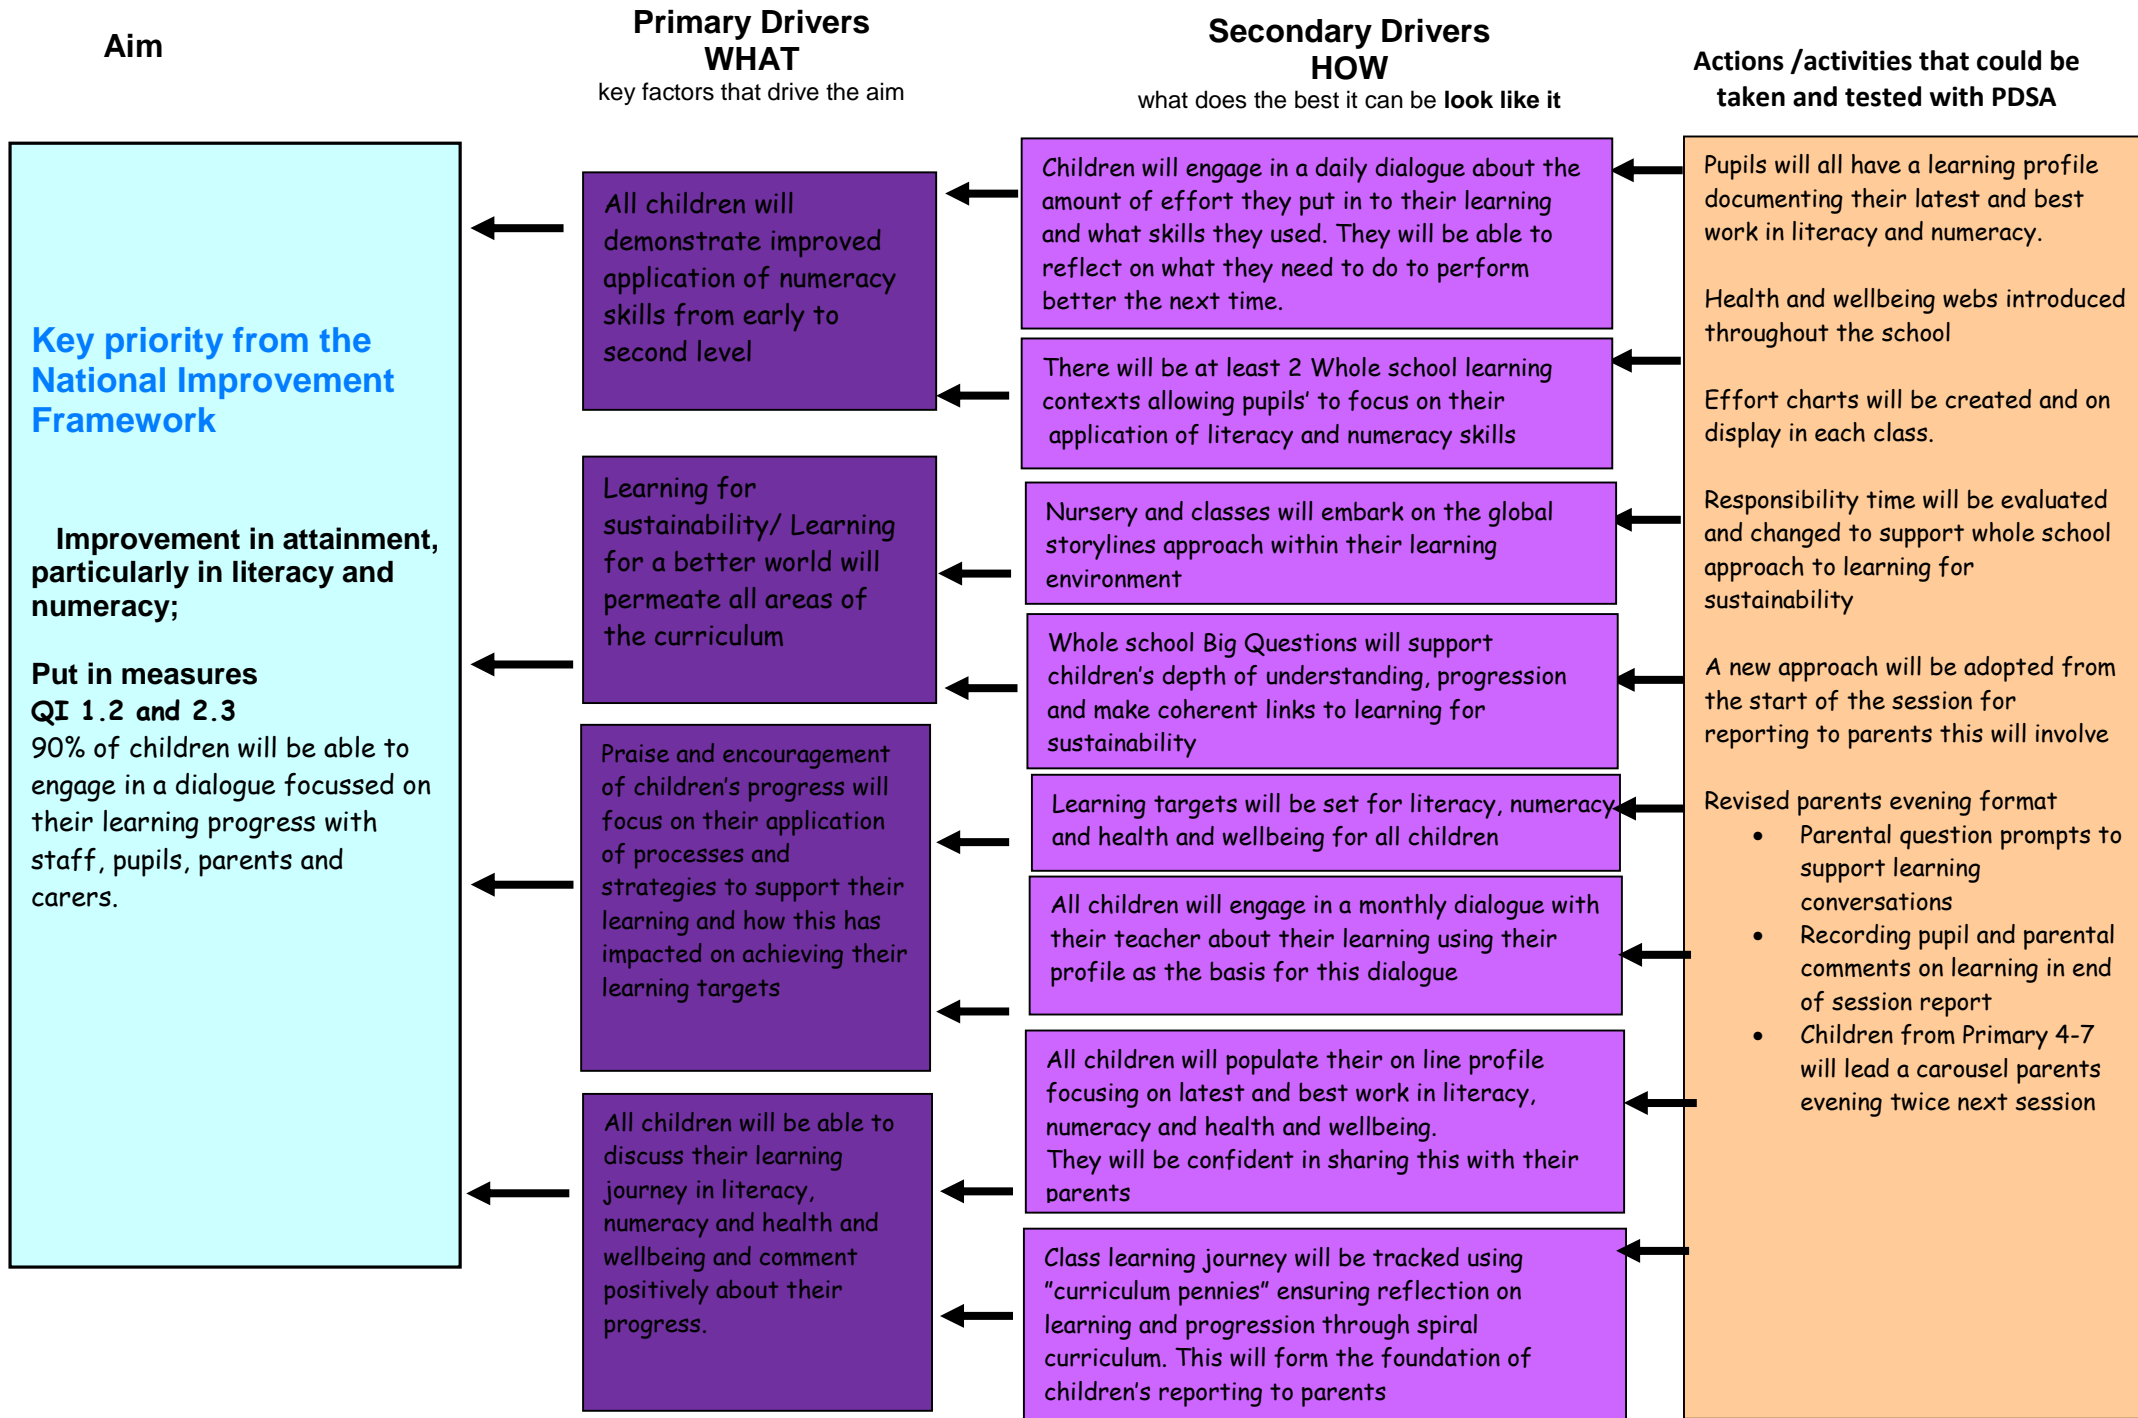 Aim
Primary Drivers
WHAT
key factors that drive the aim
Secondary Drivers
HOW
what does the best it can be look like it
Actions /activities that could be
taken and tested with PDSA
Key priority from the
National Improvement
Framework
Improvement in attainment,
particularly in literacy and
numeracy;
Put in measures
QI 1.2 and 2.3
90% of children will be able to
engage in a dialogue focussed on
their learning progress with
staff, pupils, parents and
carers.
All children will
demonstrate improved
application of numeracy
skills from early to
second level
Learning for
sustainability/ Learning
for a better world will
permeate all areas of
the curriculum
Praise and encouragement
of children’s progress will
focus on their application
of processes and
strategies to support their
learning and how this has
impacted on achieving their
learning targets
All children will be able to
discuss their learning
journey in literacy,
numeracy and health and
wellbeing and comment
positively about their
progress.
Children will engage in a daily dialogue about the
amount of effort they put in to their learning
and what skills they used. They will be able to
reflect on what they need to do to perform
better the next time.
There will be at least 2 Whole school learning
contexts allowing pupils’ to focus on their
application of literacy and numeracy skills
Nursery and classes will embark on the global
storylines approach within their learning
environment
Whole school Big Questions will support
children’s depth of understanding, progression
and make coherent links to learning for
sustainability
Learning targets will be set for literacy, numeracy
and health and wellbeing for all children
All children will engage in a monthly dialogue with
their teacher about their learning using their
profile as the basis for this dialogue
All children will populate their on line profile
focusing on latest and best work in literacy,
numeracy and health and wellbeing.
They will be confident in sharing this with their
parents
Class learning journey will be tracked using
”curriculum pennies” ensuring reflection on
learning and progression through spiral
curriculum. This will form the foundation of
children’s reporting to parents
Pupils will all have a learning profile
documenting their latest and best
work in literacy and numeracy.
Health and wellbeing webs introduced
throughout the school
Effort charts will be created and on
display in each class.
Responsibility time will be evaluated
and changed to support whole school
approach to learning for
sustainability
A new approach will be adopted from
the start of the session for
reporting to parents this will involve
Revised parents evening format
• Parental question prompts to
support learning
conversations
• Recording pupil and parental
comments on learning in end
of session report
• Children from Primary 4-7
will lead a carousel parents
evening twice next session